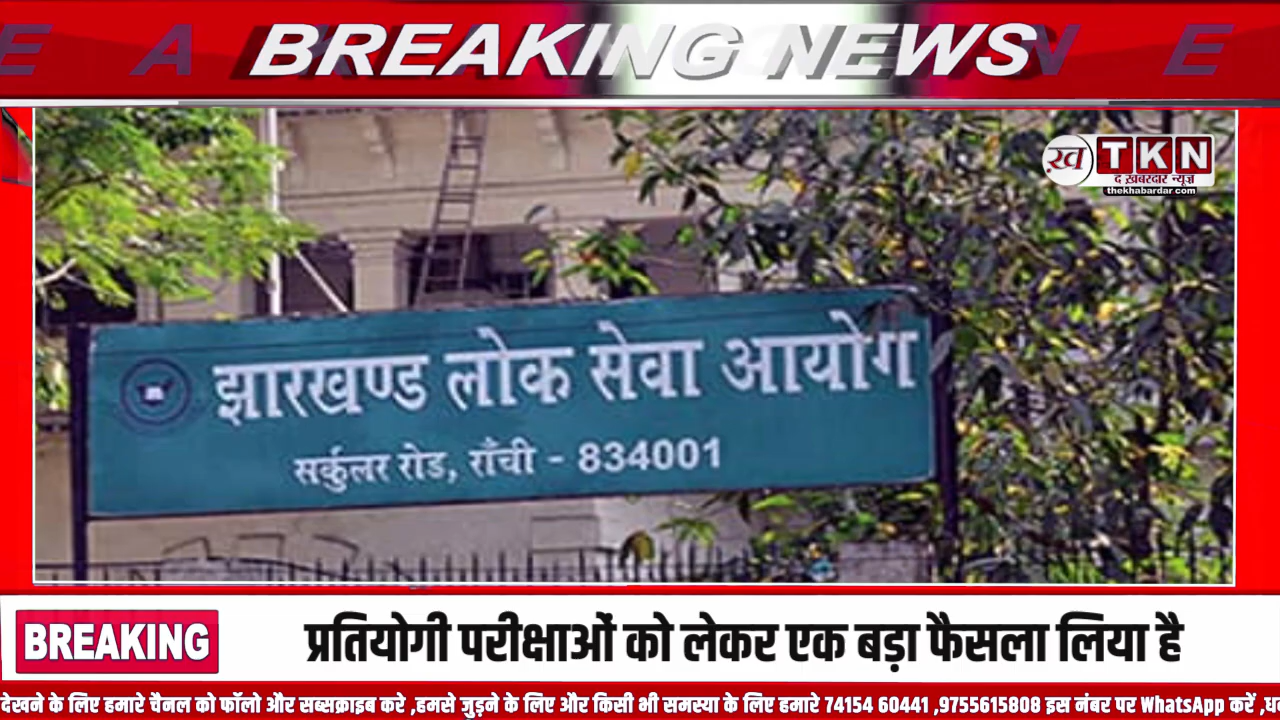 BREAKING NEWS
ख TKN
द ख़बरदार न्यूज़
thekhabardar.com
झारखण्ड लोक सेवा आयोग
सर्कुलर रोड, राँची - 834001
BREAKING
प्रतियोगी परीक्षाओं को लेकर एक बड़ा फैसला लिया है
देखने के लिए हमारे चैनल को फॉलो और सब्सक्राइब करे ,हमसे जुड़ने के लिए और किसी भी समस्या के लिए हमारे 74154 60441 ,9755615808 इस नंबर पर WhatsApp करें